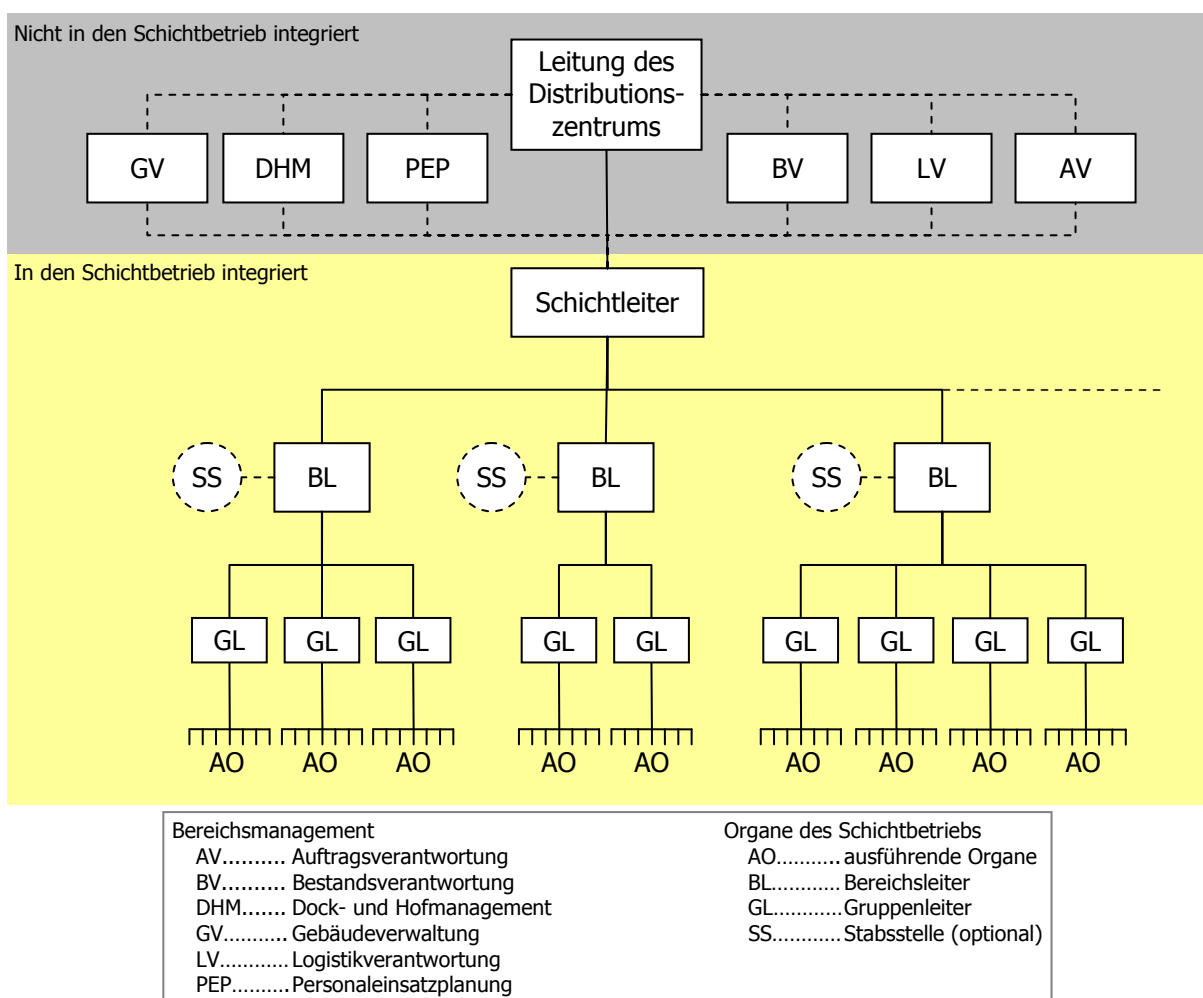 Nicht in den Schichtbetrieb integriert
Leitung des
Distributions-
zentrums
GV
DHM
PEP
BV
LV
AV
In den Schichtbetrieb integriert
Schichtleiter
SS
BL
SS
BL
SS
BL
GL
GL
GL
GL
GL
GL
GL
GL
GL
AO
AO
AO
AO
AO
AO
AO
AO
AO
Bereichsmanagement
AV.......... Auftragsverantwortung
BV.......... Bestandsverantwortung
DHM....... Dock- und Hofmanagement
GV.......... Gebäudeverwaltung
LV............Logistikverantwortung
PEP..........Personaleinsatzplanung
Organe des Schichtbetriebs
AO........... ausführende Organe
BL............ Bereichsleiter
GL............Gruppenleiter
SS............Stabsstelle (optional)